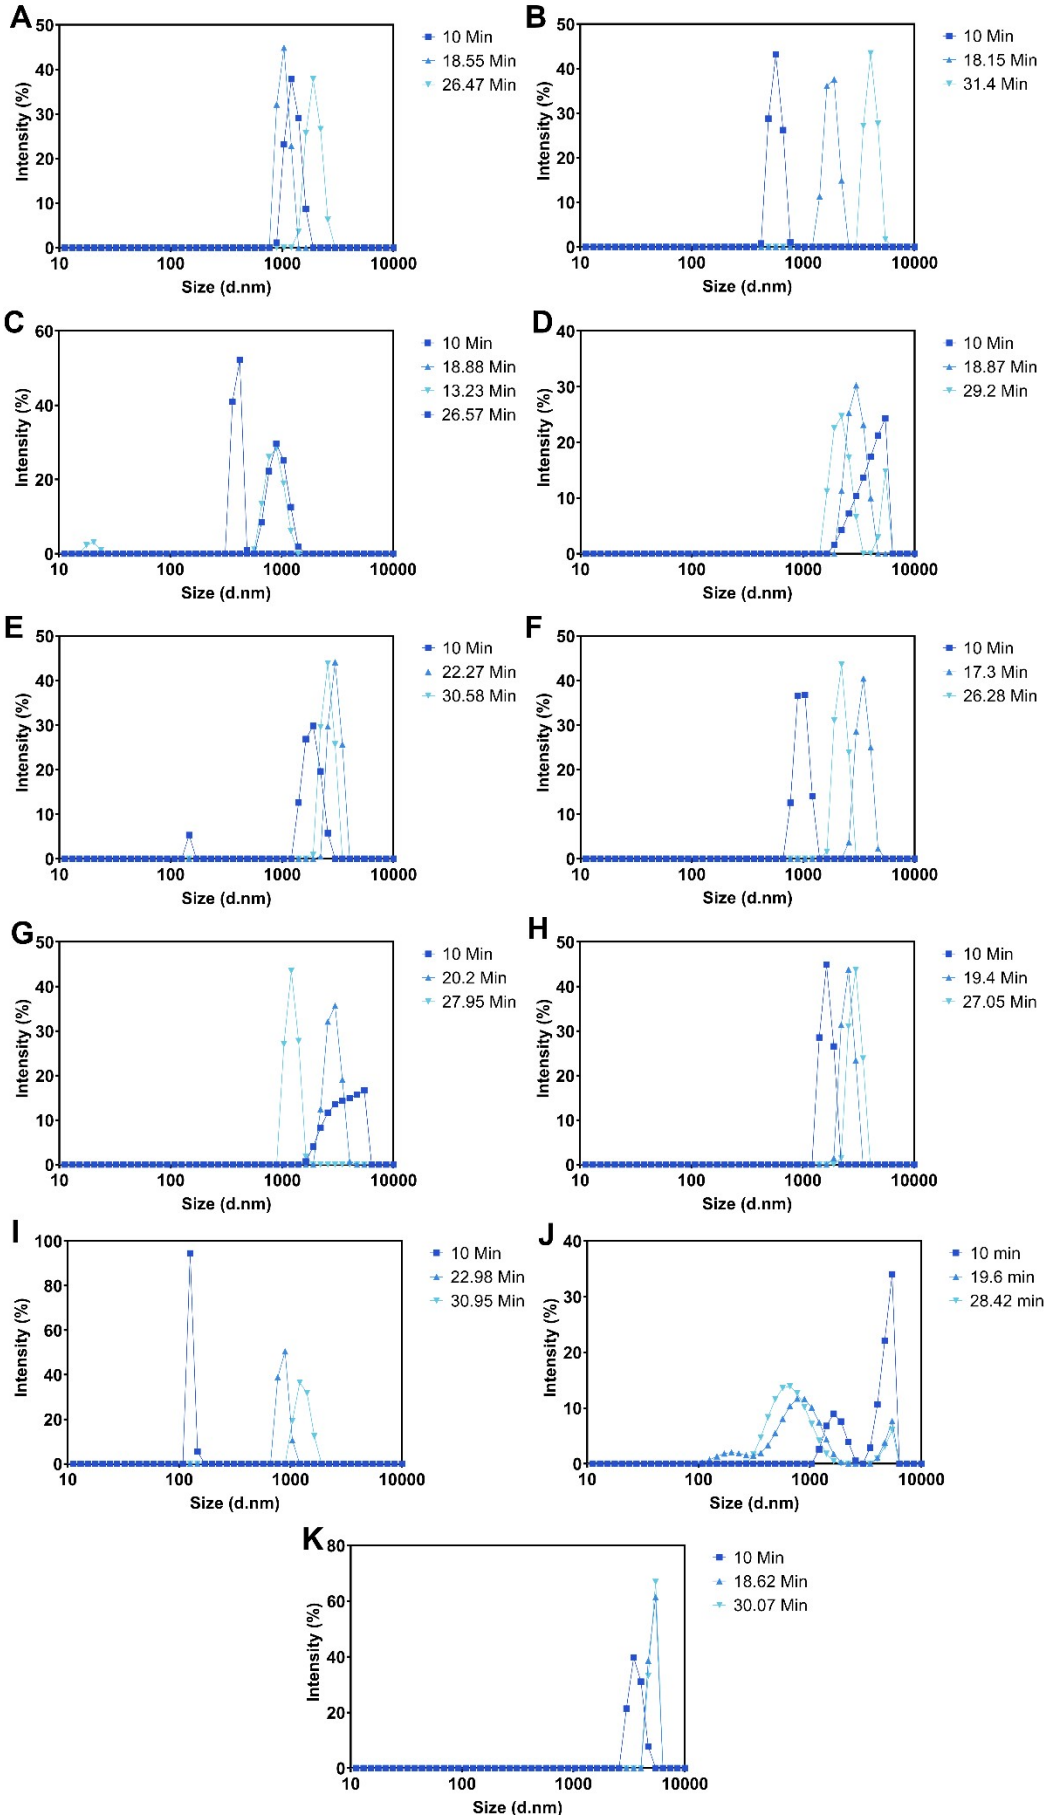 A
50
40
30
20
10
0
Intensity (%)
10 100 1000 10000
Size (d.nm)
10 Min
18.55 Min
26.47 Min
B
50
40
30
20
10
0
Intensity (%)
10 100 1000 10000
Size (d.nm)
10 Min
18.15 Min
31.4 Min
C
60
40
20
0
Intensity (%)
10 100 1000 10000
Size (d.nm)
10 Min
18.88 Min
13.23 Min
26.57 Min
D
40
30
20
10
0
Intensity (%)
10 100 1000 10000
Size (d.nm)
10 Min
18.87 Min
29.2 Min
E
50
40
30
20
10
0
Intensity (%)
10 100 1000 10000
Size (d.nm)
10 Min
22.27 Min
30.58 Min
F
50
40
30
20
10
0
Intensity (%)
10 100 1000 10000
Size (d.nm)
10 Min
17.3 Min
26.28 Min
G
50
40
30
20
10
0
Intensity (%)
10 100 1000 10000
Size (d.nm)
10 Min
20.2 Min
27.95 Min
H
50
40
30
20
10
0
Intensity (%)
10 100 1000 10000
Size (d.nm)
10 Min
19.4 Min
27.05 Min
I
100
80
60
40
20
0
Intensity (%)
10 100 1000 10000
Size (d.nm)
10 Min
22.98 Min
30.95 Min
J
40
30
20
10
0
Intensity (%)
10 100 1000 10000
Size (d.nm)
10 min
19.6 min
28.42 min
K
80
60
40
20
0
Intensity (%)
10 100 1000 10000
Size (d.nm)
10 Min
18.62 Min
30.07 Min